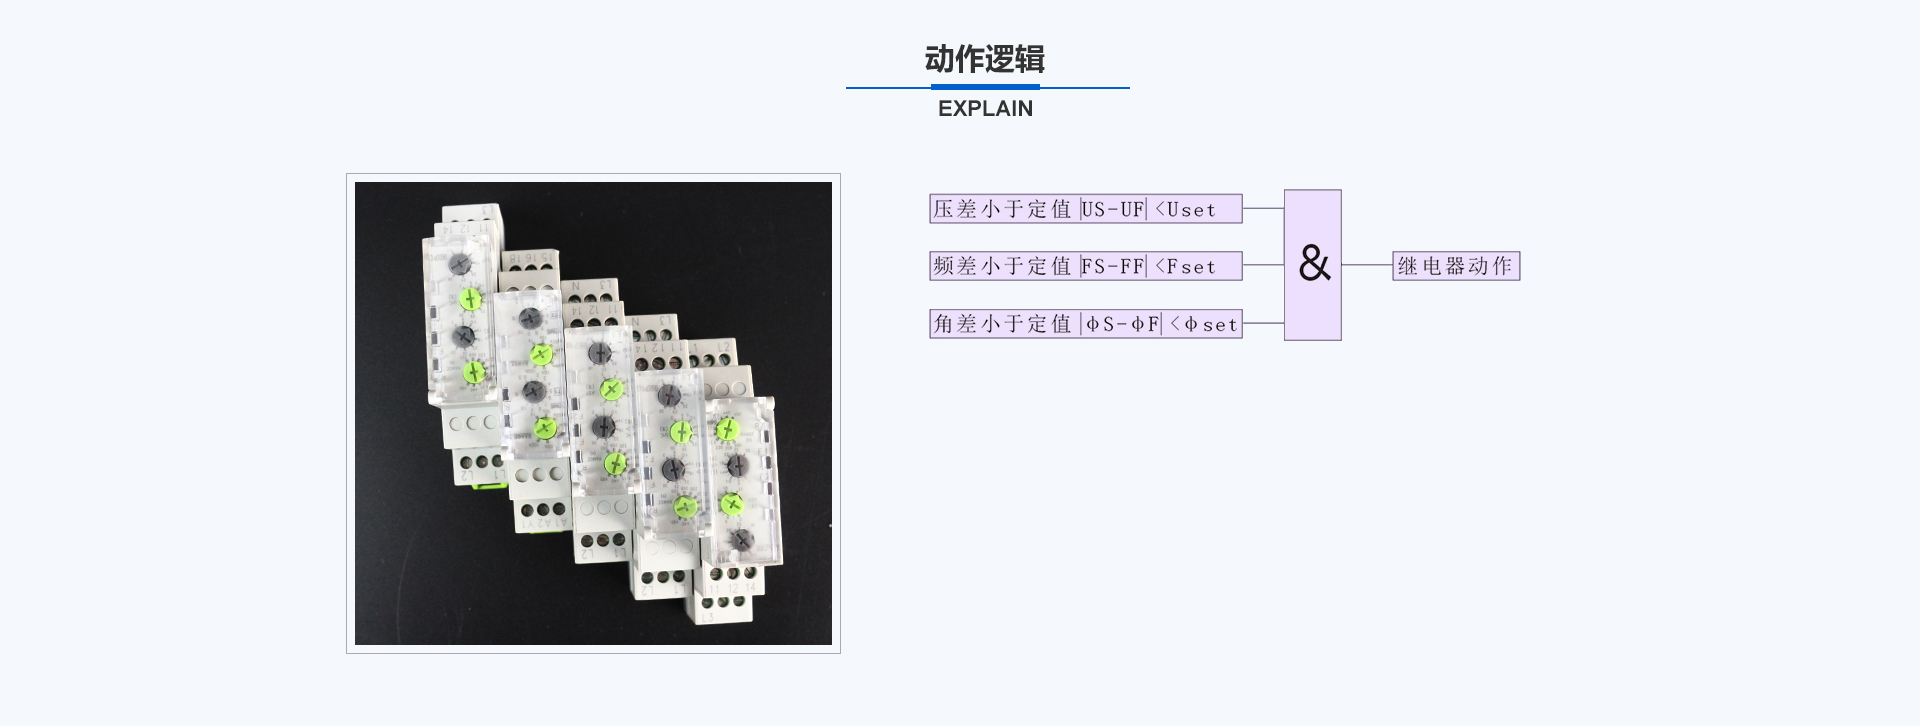 动作逻辑
EXPLAIN
压差小于定值|US-UF|<Uset
频差小于定值|FS-FF|<Fset
角差小于定值|ϕS-ϕF|<ϕset
&
继电器动作